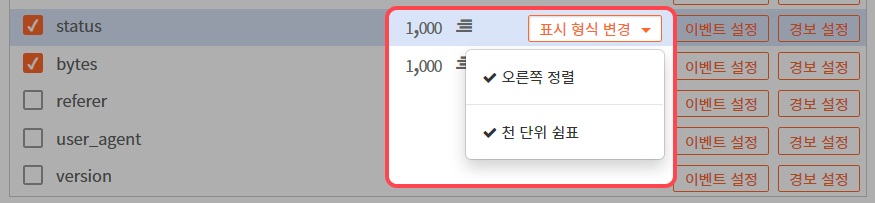 status 1,000 표시 형식 변경 이벤트 설정 경보 설정
bytes 1,000 이벤트 설정 경보 설정
오른쪽 정렬
referer 이벤트 설정 경보 설정
user_agent 천 단위 쉼표 이벤트 설정 경보 설정
version 이벤트 설정 경보 설정